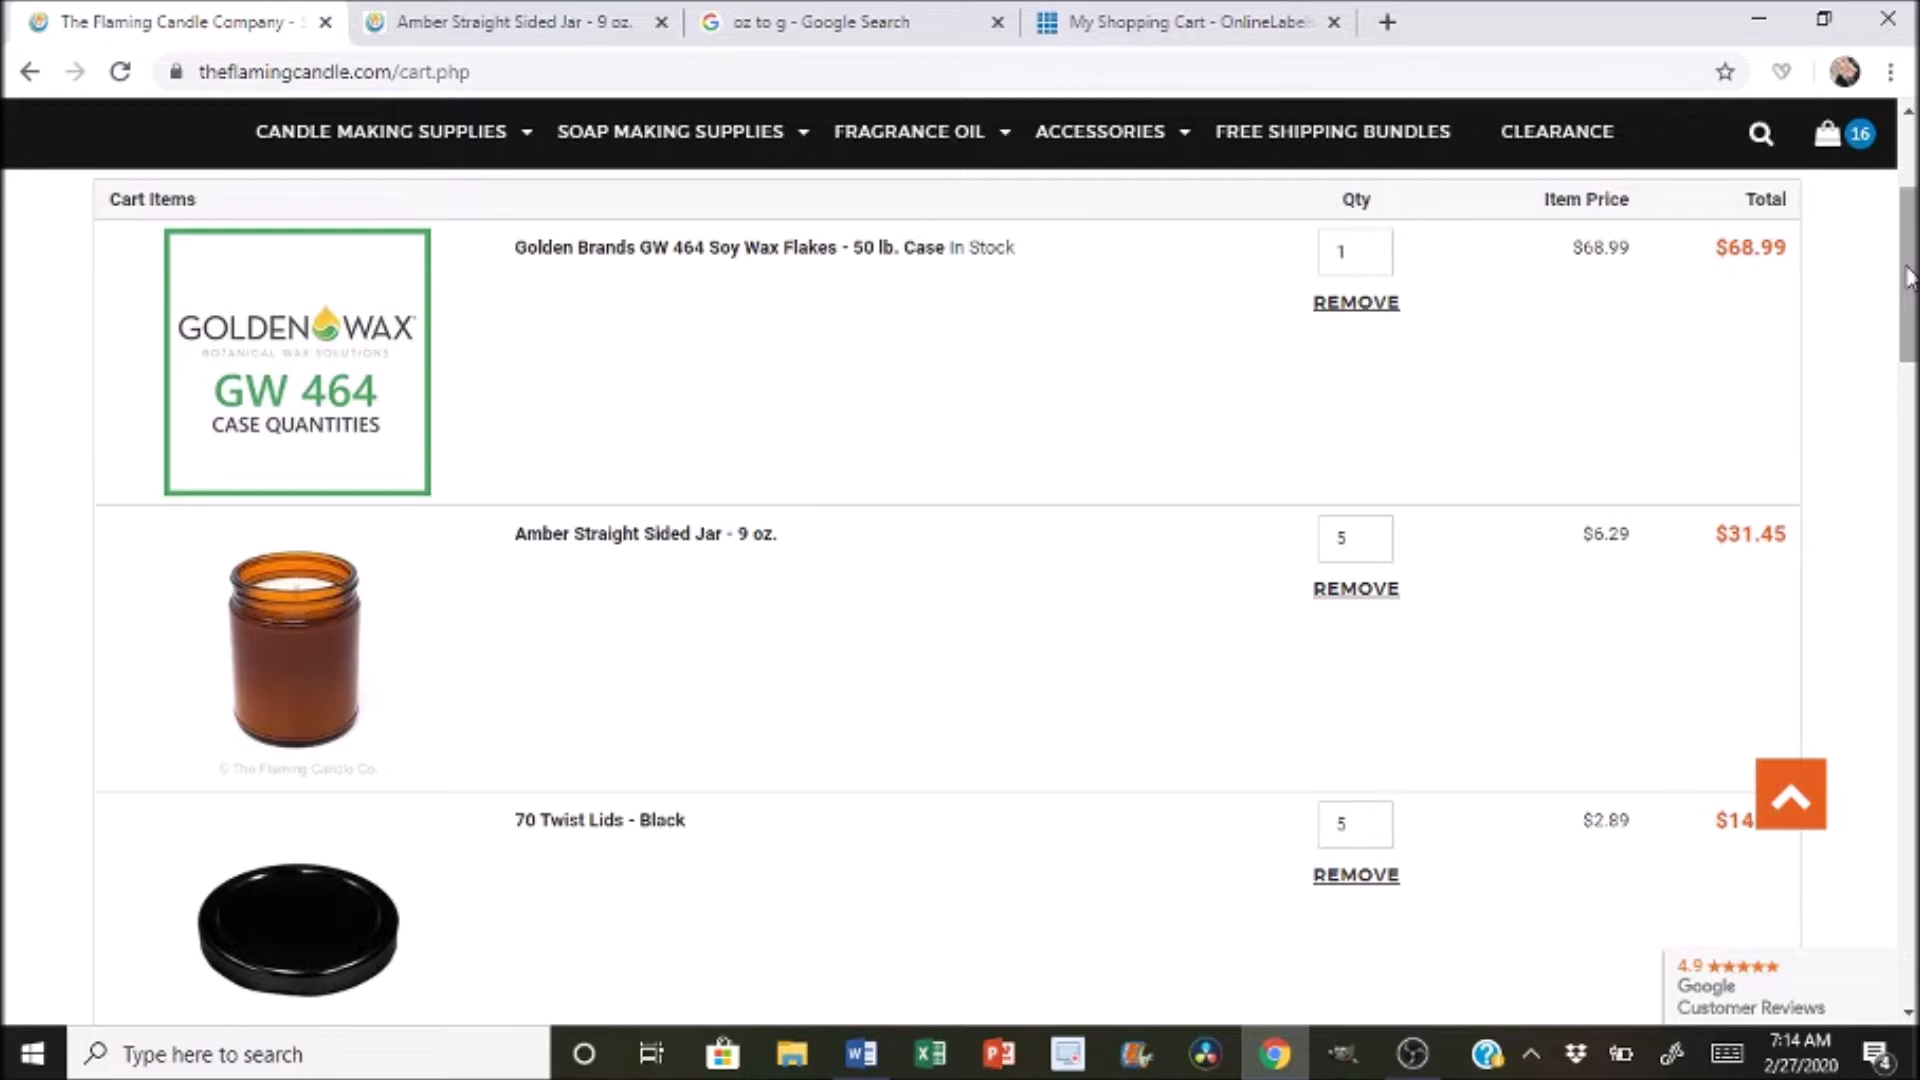 The Flaming Candle Company -
Amber Straight Sided Jar - 9 oz.
oz to g - Google Search
My Shopping Cart - OnlineLabels
theflamingcandle.com/cart.php
CANDLE MAKING SUPPLIES
SOAP MAKING SUPPLIES
FRAGRANCE OIL
ACCESSORIES
FREE SHIPPING BUNDLES
CLEARANCE
16
Cart Items
Qty
Item Price
Total
GOLDEN WAX
BOTANICAL WAX SOLUTIONS
GW 464
CASE QUANTITIES
Golden Brands GW 464 Soy Wax Flakes - 50 lb. Case In Stock
1
REMOVE
$68.99
$68.99
© The Flaming Candle Co.
Amber Straight Sided Jar - 9 oz.
5
REMOVE
$6.29
$31.45
70 Twist Lids - Black
5
REMOVE
$2.89
$14
4.9 ★★★★★
Google
Customer Reviews
Type here to search
7:14 AM
2/27/2020
4